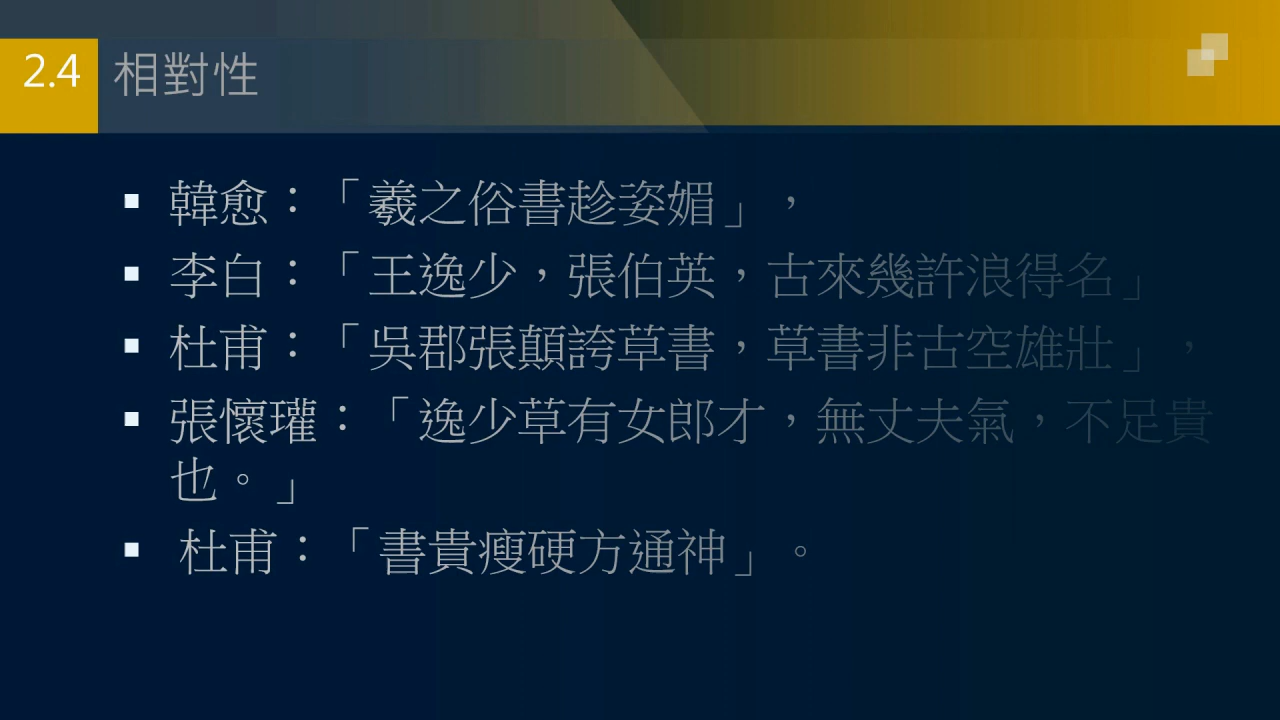 2.4 相對性
韓愈：「羲之俗書趁姿媚」，
李白：「王逸少，張伯英，古來幾許浪得名」
杜甫：「吳郡張顛誇草書，草書非古空雄壯」，
張懷瓘：「逸少草有女郎才，無丈夫氣，不足貴
也。」
杜甫：「書貴瘦硬方通神」。